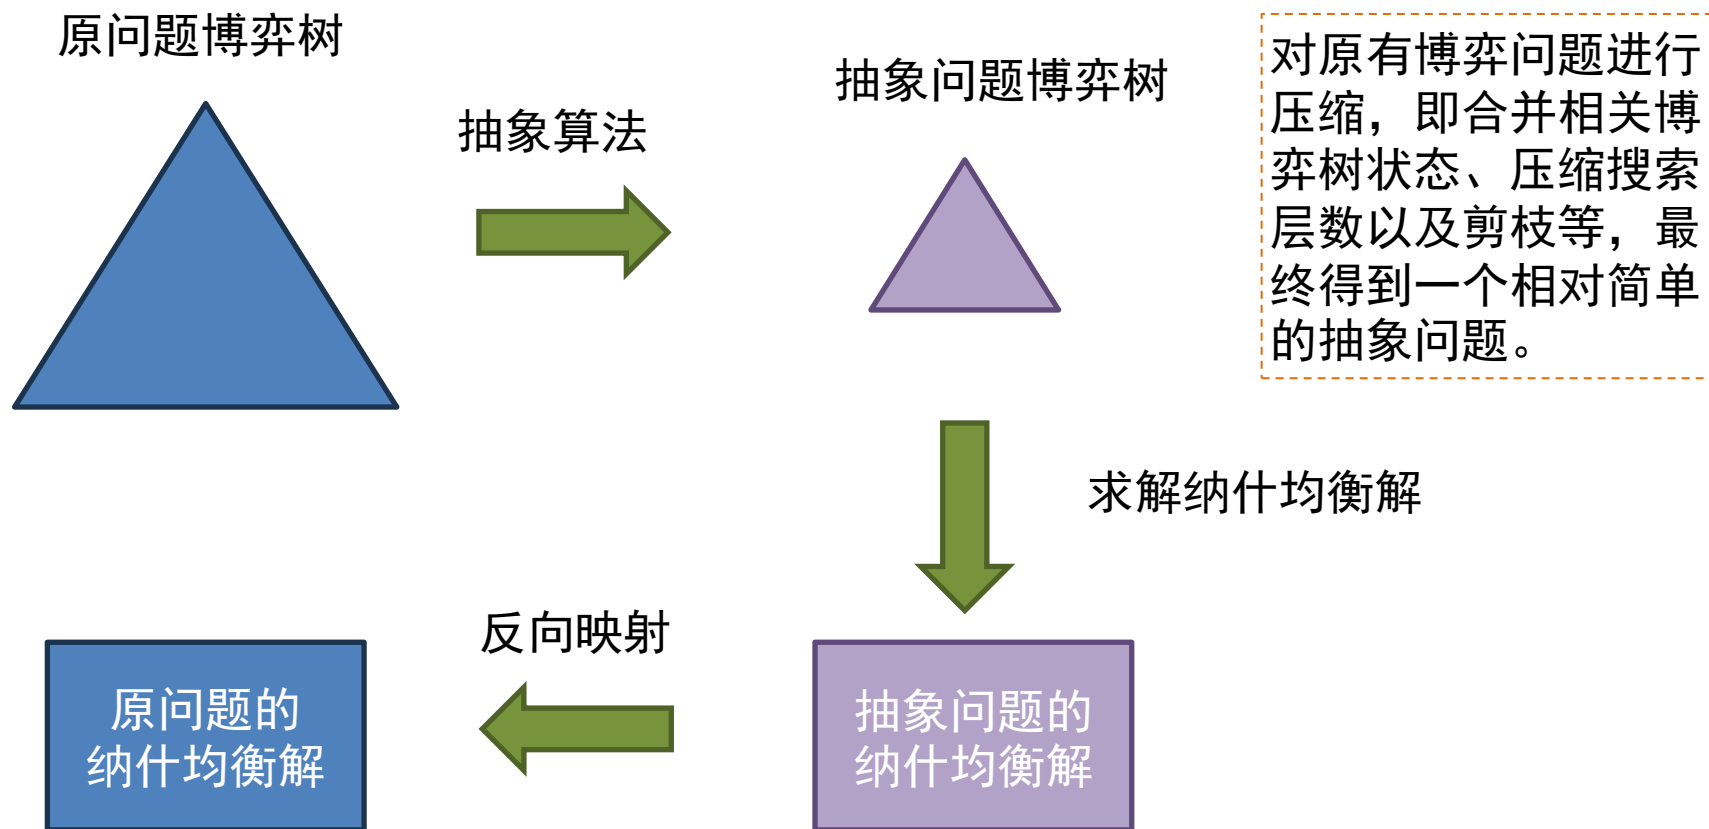 原问题博弈树
抽象算法
抽象问题博弈树
对原有博弈问题进行
压缩，即合并相关博
弈树状态、压缩搜索
层数以及剪枝等，最
终得到一个相对简单
的抽象问题。
求解纳什均衡解
反向映射
原问题的
纳什均衡解
抽象问题的
纳什均衡解